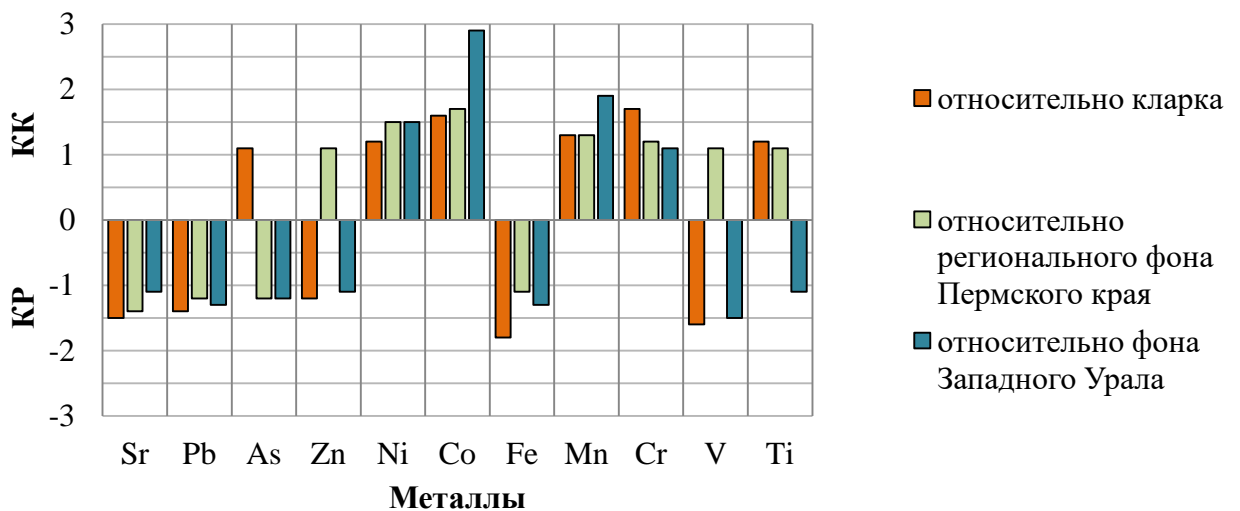 3
2
1
0
-1
-2
-3
КК
КР
Sr Pb As Zn Ni Co Fe Mn Cr V Ti
Металлы
относительно кларка
относительно
регионального фона
Пермского края
относительно фона
Западного Урала